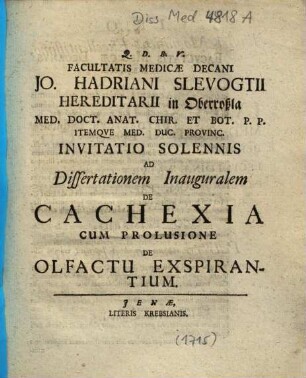 Diss. Med 4818 A
Q. D. B. V.
FACULTATIS MEDICÆ DECANI
JO. HADRIANI SLEVOGTII
HEREDITARII in Oberroßla
MED. DOCT. ANAT. CHIR. ET BOT. P. P.
ITEMQVE MED. DUC. PROVINC.
INVITATIO SOLENNIS
AD
Dissertationem Inauguralem
DE
CACHEXIA
CUM PROLUSIONE
DE
OLFACTU EXSPIRAN-
TIUM.
JENÆ,
LITERIS KREBSIANIS.
(1715)